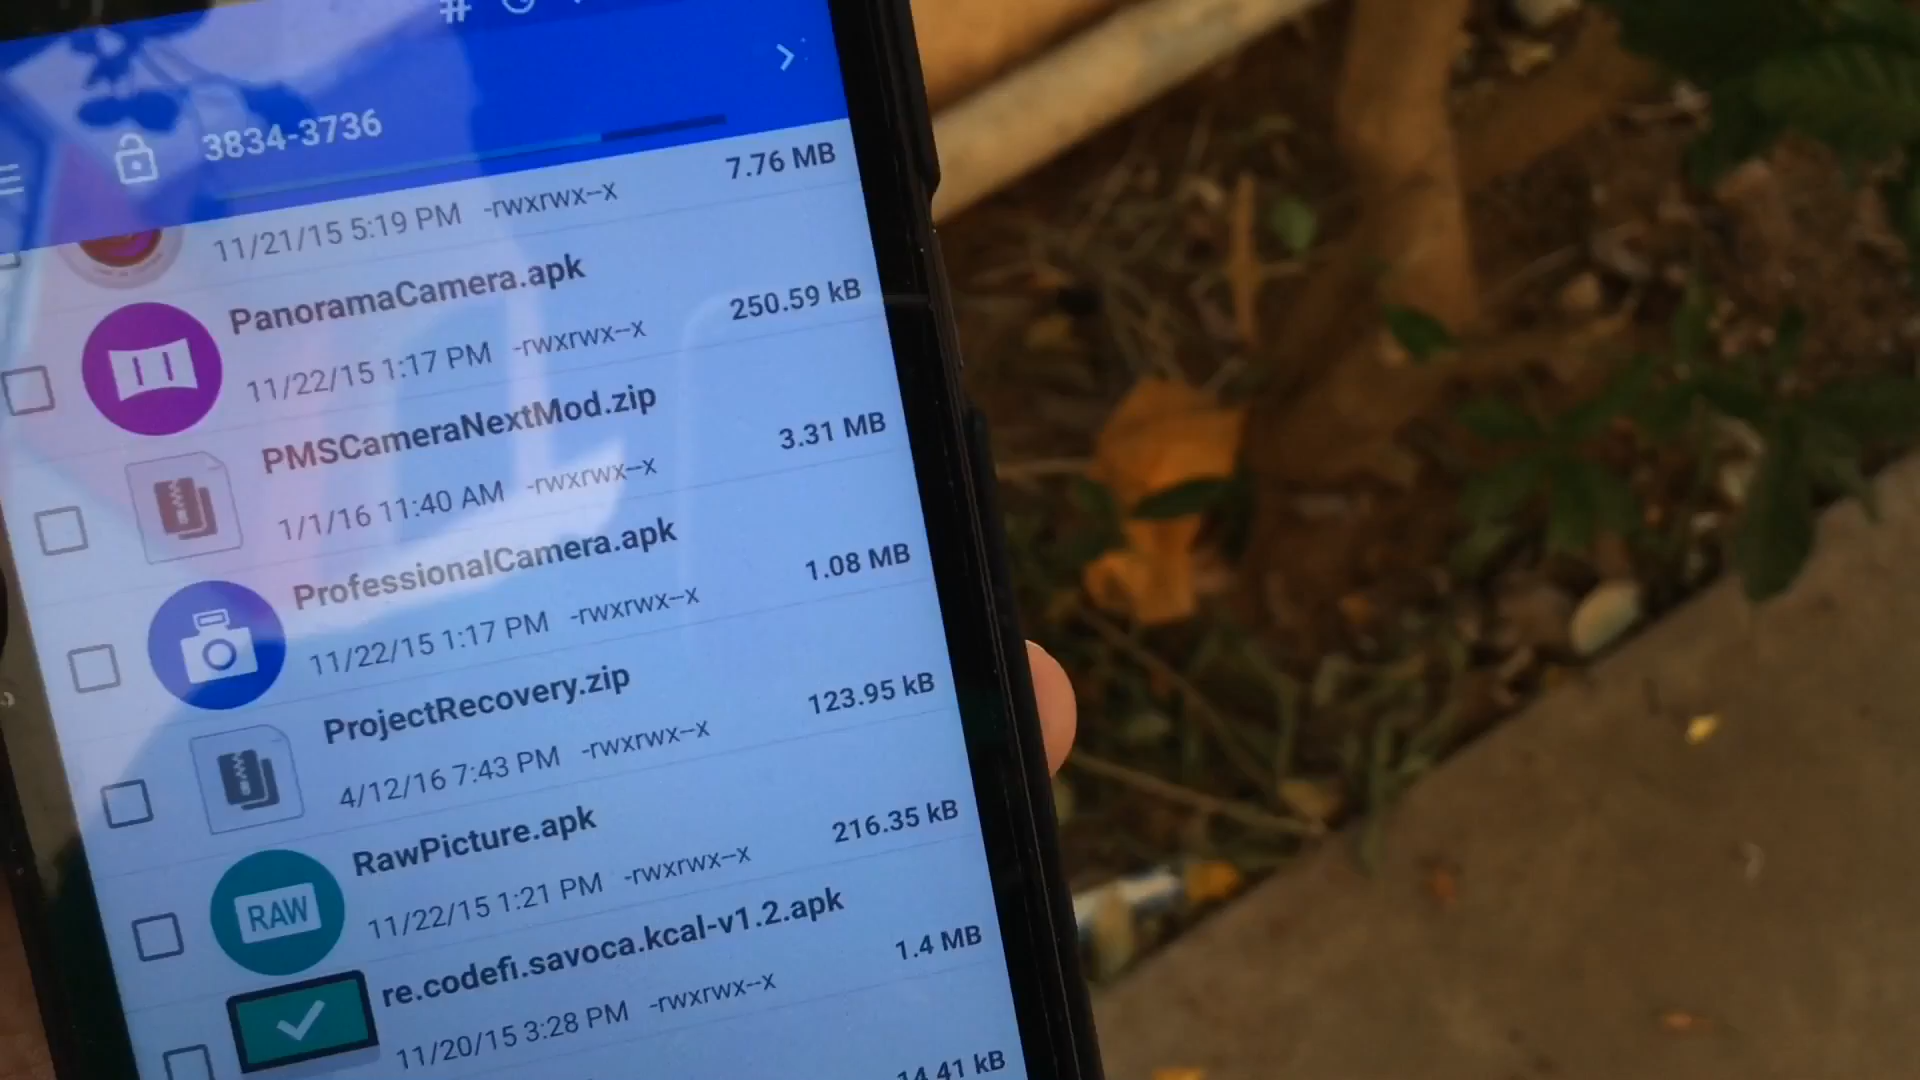 #
3834-3736
7.76 MB
11/21/15 5:19 PM -rwxrwx--x
PanoramaCamera.apk
250.59 kB
11/22/15 1:17 PM -rwxrwx--x
PMSCameraNextMod.zip
3.31 MB
1/1/16 11:40 AM -rwxrwx--x
ProfessionalCamera.apk
1.08 MB
11/22/15 1:17 PM -rwxrwx--x
ProjectRecovery.zip
123.95 kB
4/12/16 7:43 PM -rwxrwx--x
RawPicture.apk
216.35 kB
RAW
11/22/15 1:21 PM -rwxrwx--x
re.codefi.savoca.kcal-v1.2.apk
1.4 MB
11/20/15 3:28 PM -rwxrwx--x
14.41 kB